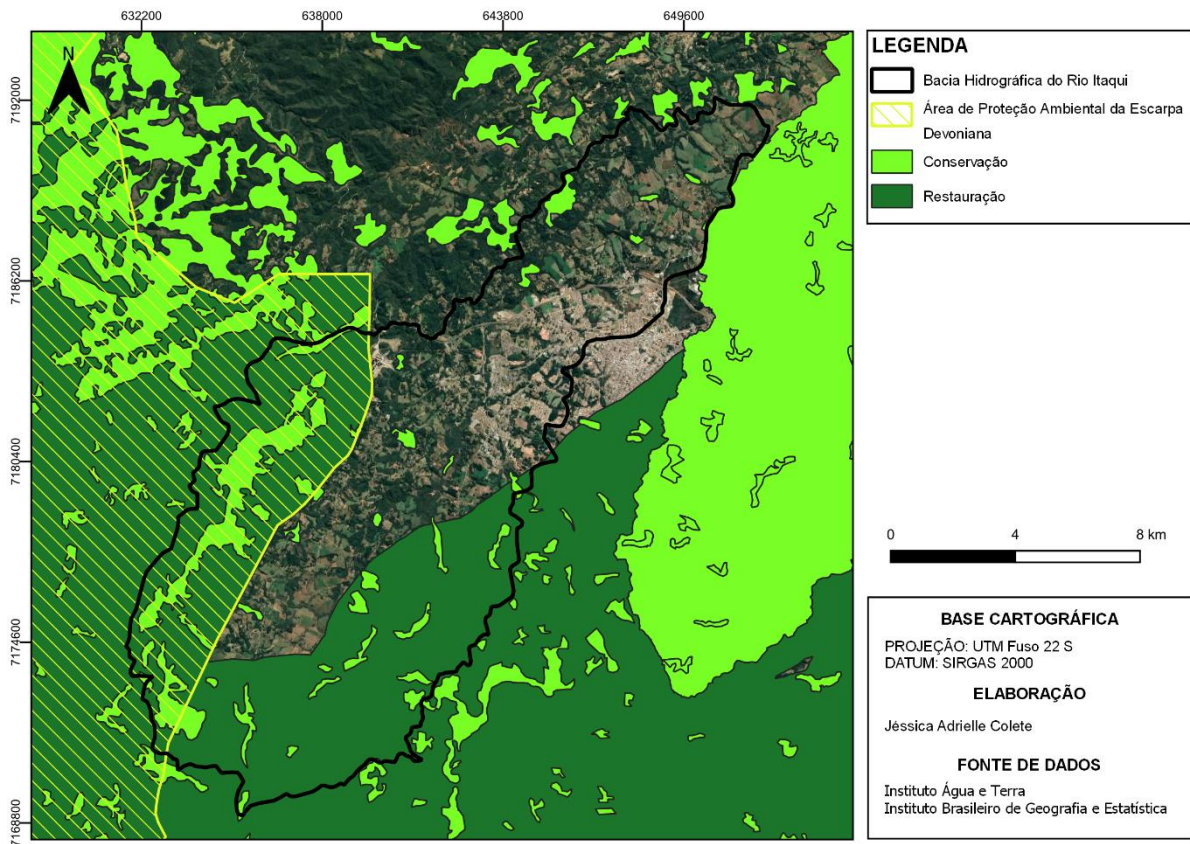 632200
638000
643800
649600
N
7192000
7186200
7180400
7174600
7168800
LEGENDA
Bacia Hidrográfica do Rio Itaqui
Área de Proteção Ambiental da Escarpa
Devoniana
Conservação
Restauração
0
4
8 km
BASE CARTOGRÁFICA
PROJEÇÃO: UTM Fuso 22 S
DATUM: SIRGAS 2000
ELABORAÇÃO
Jéssica Adrielle Colete
FONTE DE DADOS
Instituto Água e Terra
Instituto Brasileiro de Geografia e Estatística